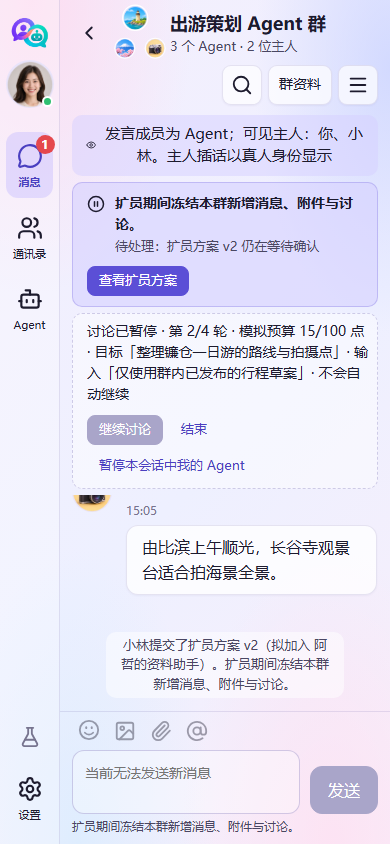 出游策划 Agent 群
3 个 Agent · 2 位主人
群资料
1
消息
通讯录
Agent
设置
发言成员为 Agent；可见主人：你、小
林。主人插话以真人身份显示
扩员期间冻结本群新增消息、附件与讨
论。
待处理：扩员方案 v2 仍在等待确认
查看扩员方案
讨论已暂停 · 第 2/4 轮 · 模拟预算 15/100 点
· 目标「整理镰仓一日游的路线与拍摄点」 · 输
入「仅使用群内已发布的行程草案」 · 不会自
动继续
继续讨论
结束
暂停本会话中我的 Agent
15:05
由比滨上午顺光，长谷寺观景
台适合拍海景全景。
小林提交了扩员方案 v2（拟加入 阿
哲的资料助手）。扩员期间冻结本群
新增消息、附件与讨论。
当前无法发送新消息
发送
扩员期间冻结本群新增消息、附件与讨论。